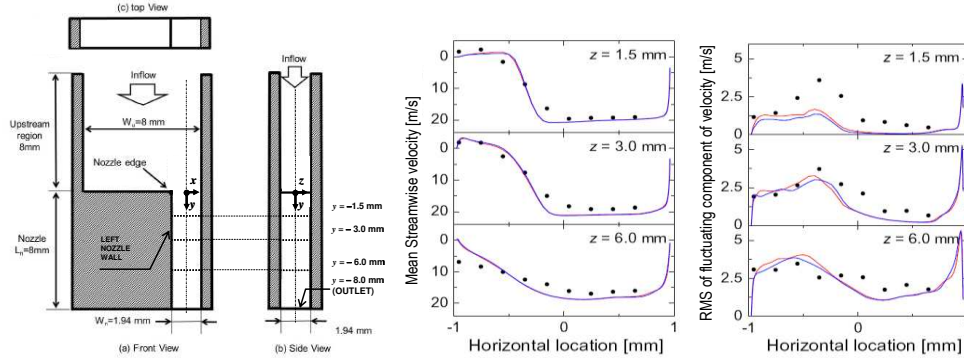 (c) top View
Inflow
Wu=8 mm
Upstream
region
8mm
Nozzle edge
x
y
Nozzle
Ln=8mm
LEFT
NOZZLE
WALL
Wn=1.94 mm
(a) Front View
Inflow
z
y
y = −1.5 mm
y = − 3.0 mm
y = −6.0 mm
y = −8.0 mm
(OUTLET)
1.94 mm
(b) Side View
Mean Streamwise velocity [m/s]
z = 1.5 mm
0
10
20
z = 3.0 mm
0
10
20
z = 6.0 mm
0
10
20
-1 0 1
Horizontal location [mm]
RMS of fluctuating component of velocity [m/s]
z = 1.5 mm
5
2.5
0
z = 3.0 mm
5
2.5
0
z = 6.0 mm
5
2.5
0
-1 0 1
Horizontal location [mm]